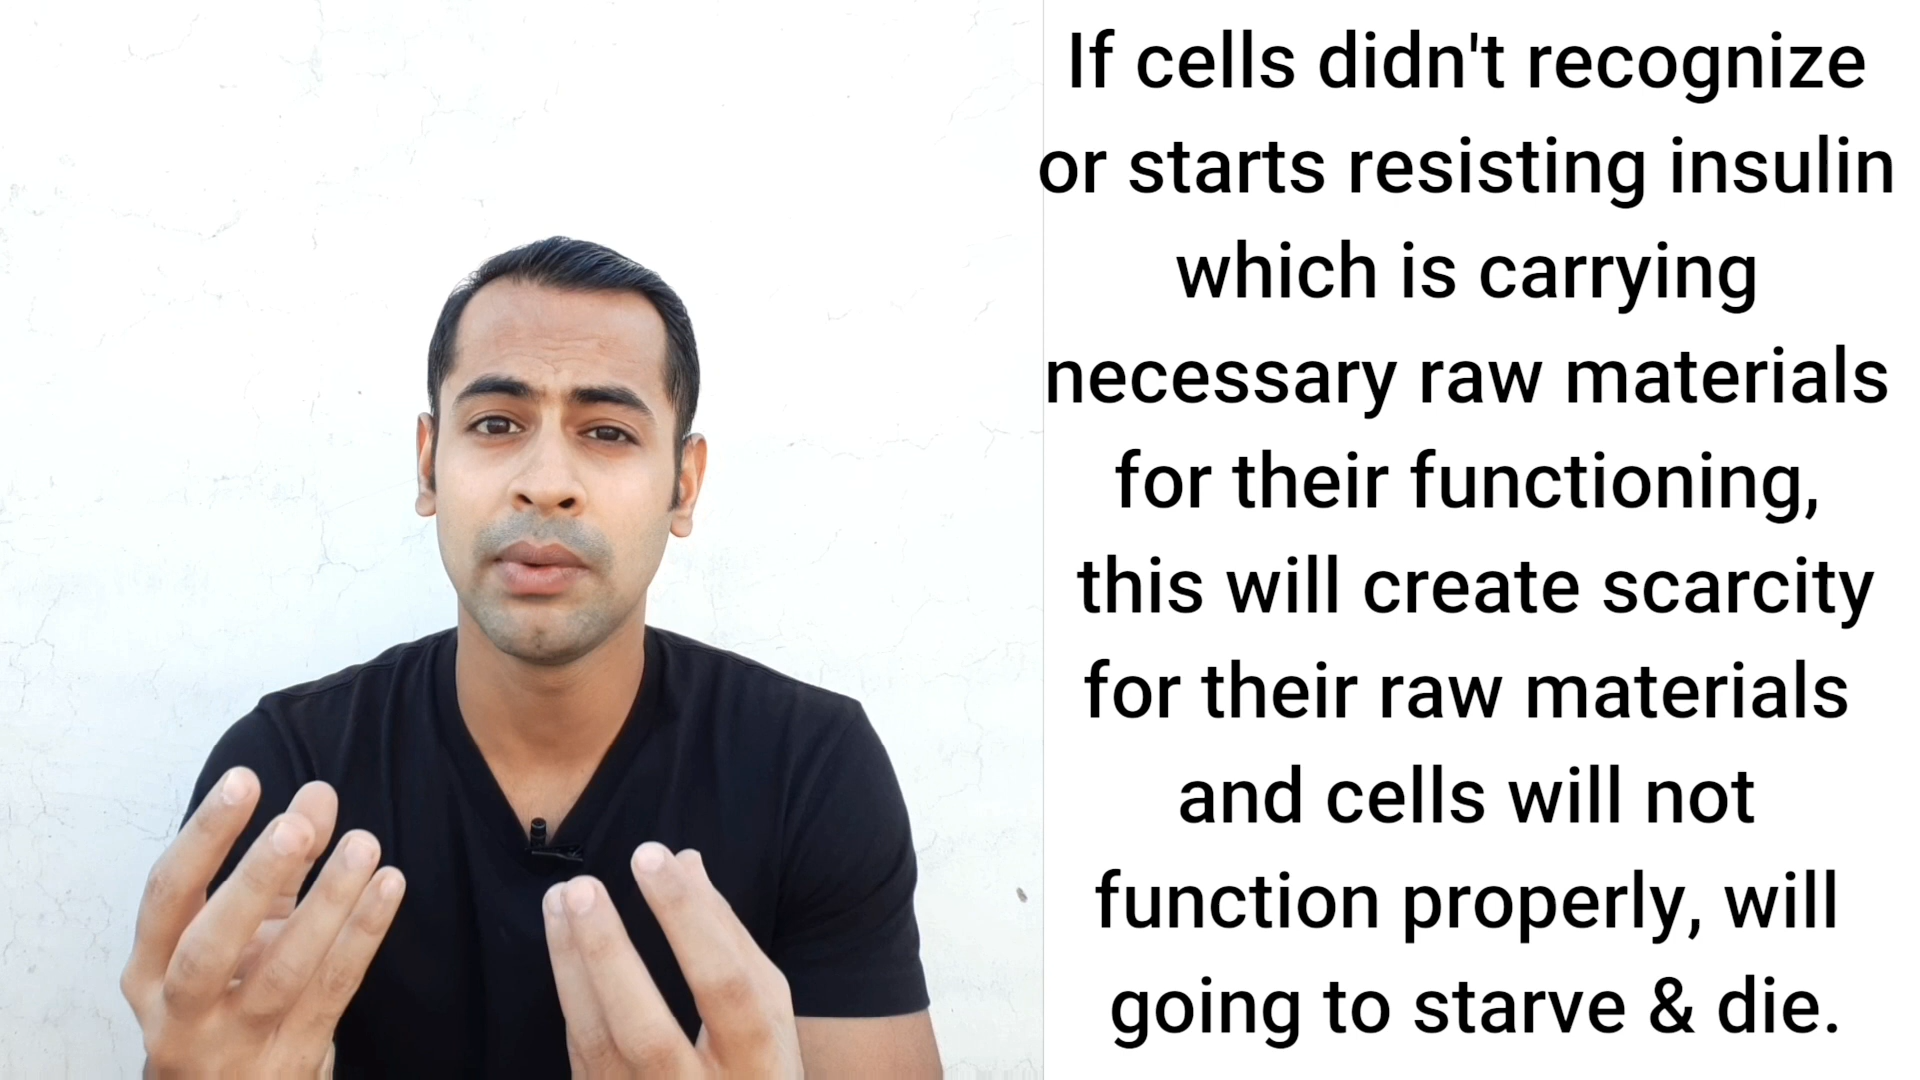 If cells didn't recognize
or starts resisting insulin
which is carrying
necessary raw materials
for their functioning,
this will create scarcity
for their raw materials
and cells will not
function properly, will
going to starve & die.